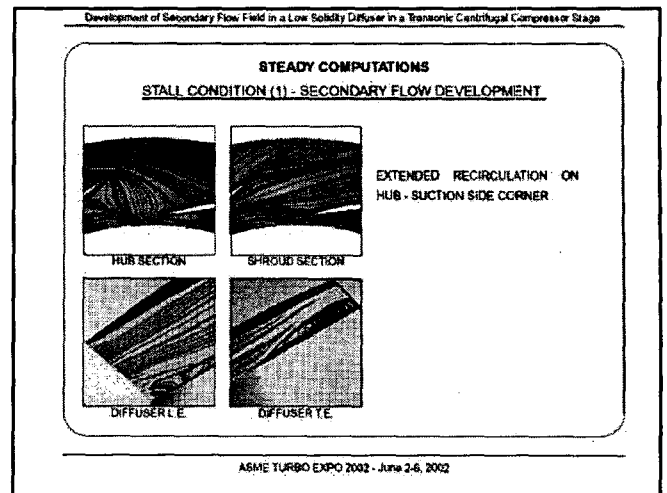 Development of Secondary Flow Field in a Low Solidity Diffuser in a Transonic Centrifugal Compressor Stage
STEADY COMPUTATIONS
STALL CONDITION (1) - SECONDARY FLOW DEVELOPMENT
EXTENDED RECIRCULATION ON
HUB - SUCTION SIDE CORNER
HUB SECTION
SHROUD SECTION
DIFFUSER L.E.
DIFFUSER T.E.
ASME TURBO EXPO 2002 - June 2-6, 2002